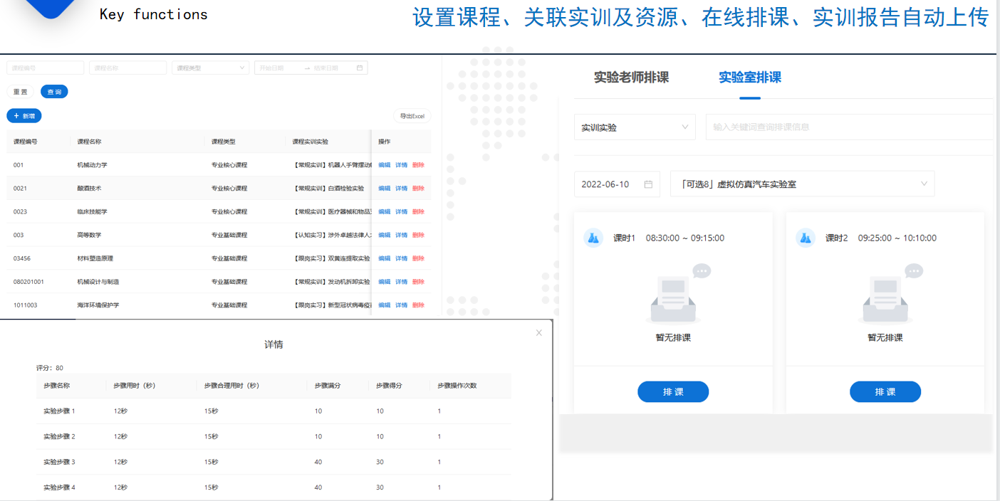 Key functions
设置课程、关联实训及资源、在线排课、实训报告自动上传
课程编号 课程名称 课程类型 开始日期 → 结束日期
重置 查询
+ 新增 导出Excel
课程编号 课程名称 课程类型 课程实训实验 操作
001 机械动力学 专业核心课程 【常规实训】机器人手臂摆动 编辑 详情 删除
0021 酿酒技术 专业核心课程 【常规实训】白酒检验实验 编辑 详情 删除
0023 临床技能学 专业核心课程 【常规实训】医疗器械和物品 编辑 详情 删除
003 高等数学 专业基础课程 【认知实习】涉外卓越法律人 编辑 详情 删除
03456 材料塑造原理 专业基础课程 【跟岗实习】双黄连提取实验 编辑 详情 删除
080201001 机械设计与制造 专业基础课程 【常规实训】发动机拆卸实验 编辑 详情 删除
1011003 海洋环境保护学 专业基础课程 【跟岗实习】新型冠状病毒疫 编辑 详情 删除
实验老师排课 实验室排课
实训实验 输入关键词查询排课信息
2022-06-10 「可选8」虚拟仿真汽车实验室
课时1 08:30:00 ~ 09:15:00
暂无排课
排 课
课时2 09:25:00 ~ 10:10:00
暂无排课
排 课
详情
评分：80
步骤名称 步骤用时（秒） 步骤合理用时（秒） 步骤满分 步骤得分 步骤操作次数
实验步骤 1 12秒 15秒 10 10 1
实验步骤 2 12秒 15秒 10 10 1
实验步骤 3 12秒 15秒 40 30 1
实验步骤 4 12秒 15秒 40 30 1